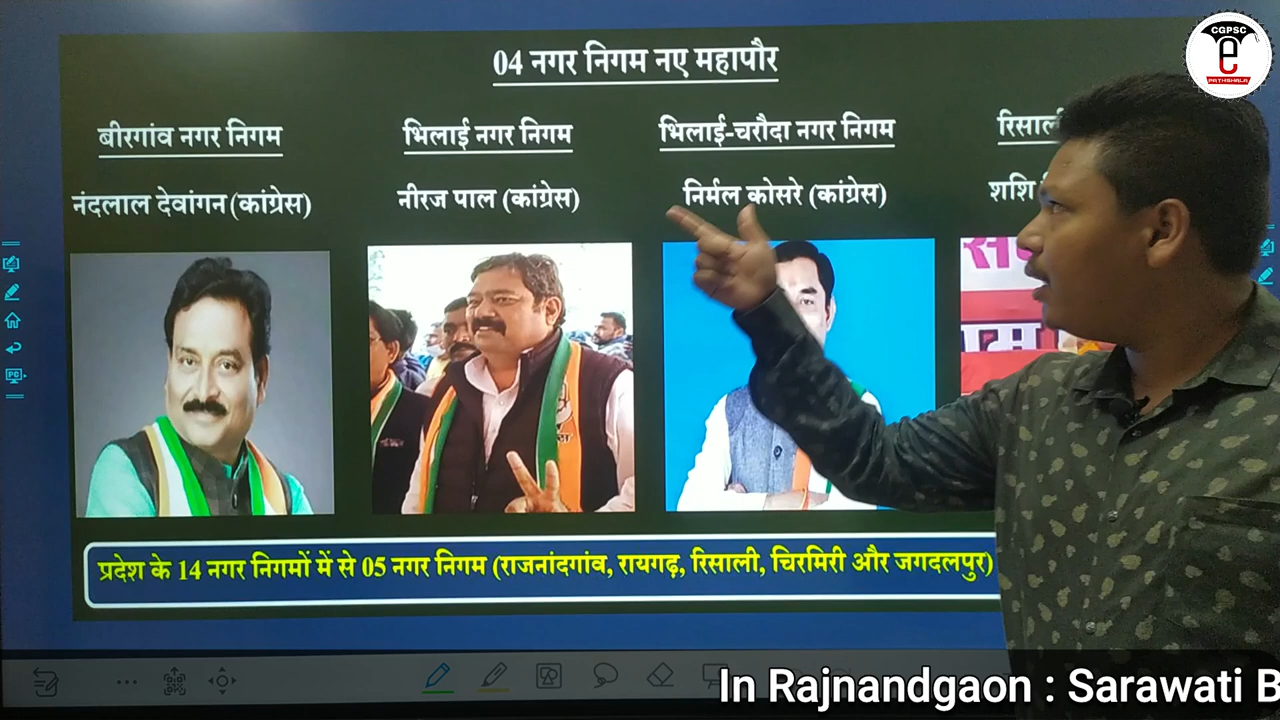 04 नगर निगम नए महापौर
बीरगांव नगर निगम
नंदलाल देवांगन (कांग्रेस)
भिलाई नगर निगम
नीरज पाल (कांग्रेस)
भिलाई-चरौदा नगर निगम
निर्मल कोसरे (कांग्रेस)
शशि
प्रदेश के 14 नगर निगमों में से 05 नगर निगम (राजनांदगांव, रायगढ़, रिसाली, चिरमिरी और जगदलपुर)
CGPSC
e
PATHSHALA
PC
In Rajnandgaon : Sarawati B